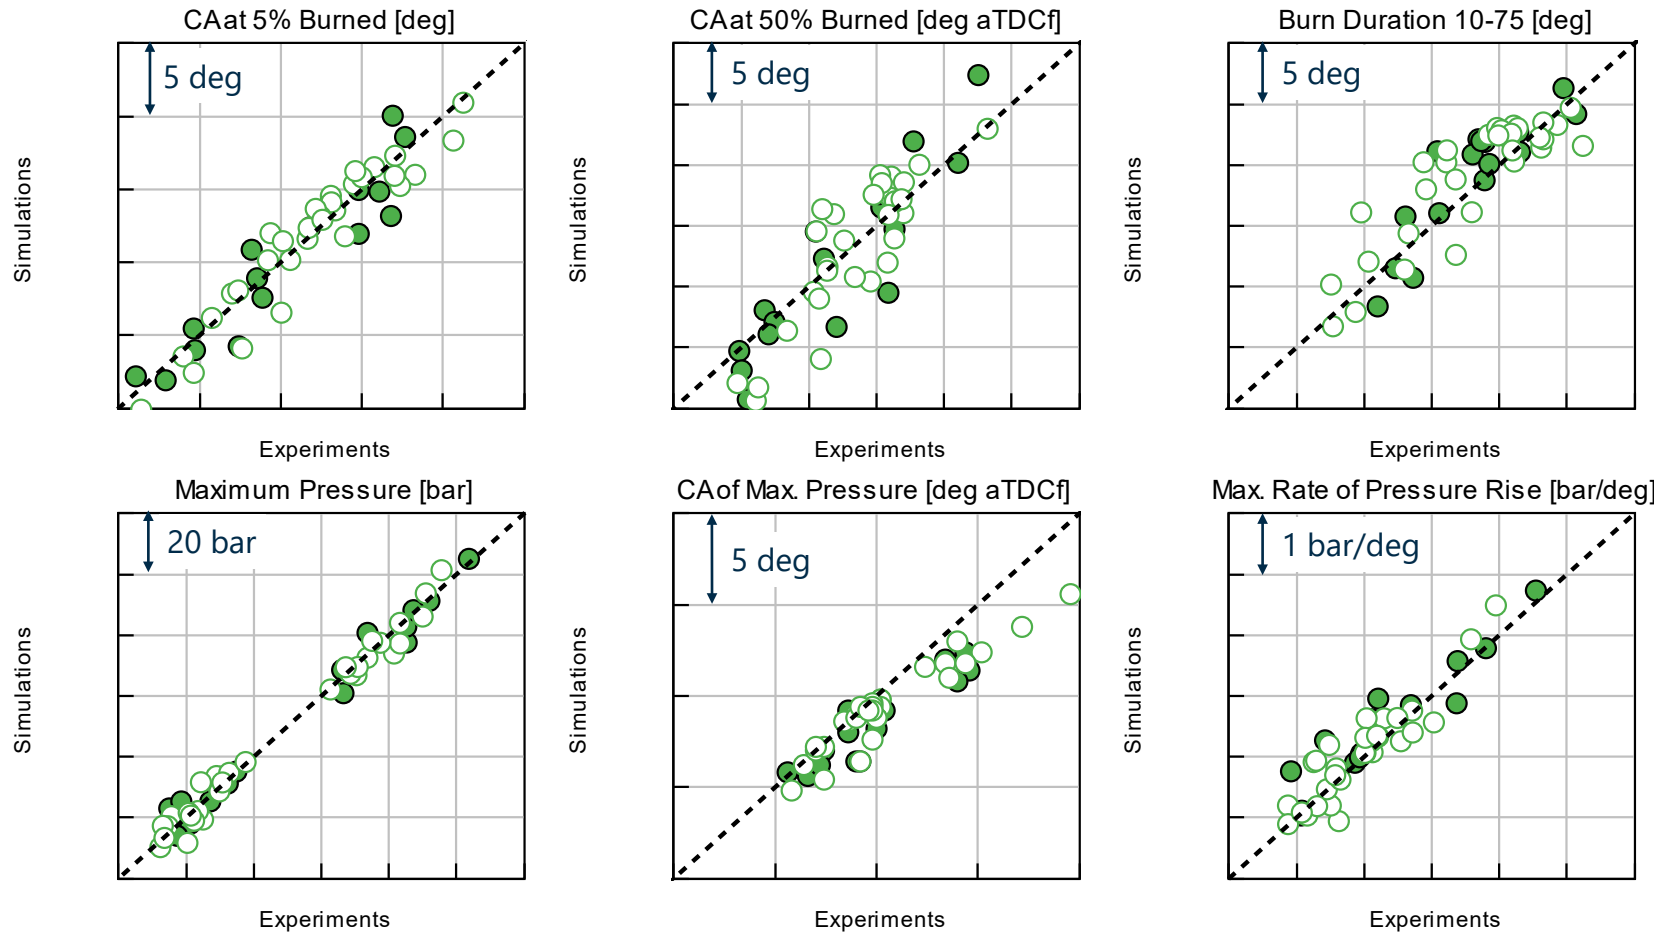 CA at 5% Burned [deg]
CA at 50% Burned [deg aTDCf]
Burn Duration 10-75 [deg]
5 deg
5 deg
5 deg
Simulations
Simulations
Simulations
Experiments
Experiments
Experiments
Maximum Pressure [bar]
CA of Max. Pressure [deg aTDCf]
Max. Rate of Pressure Rise [bar/deg]
20 bar
5 deg
1 bar/deg
Simulations
Simulations
Simulations
Experiments
Experiments
Experiments